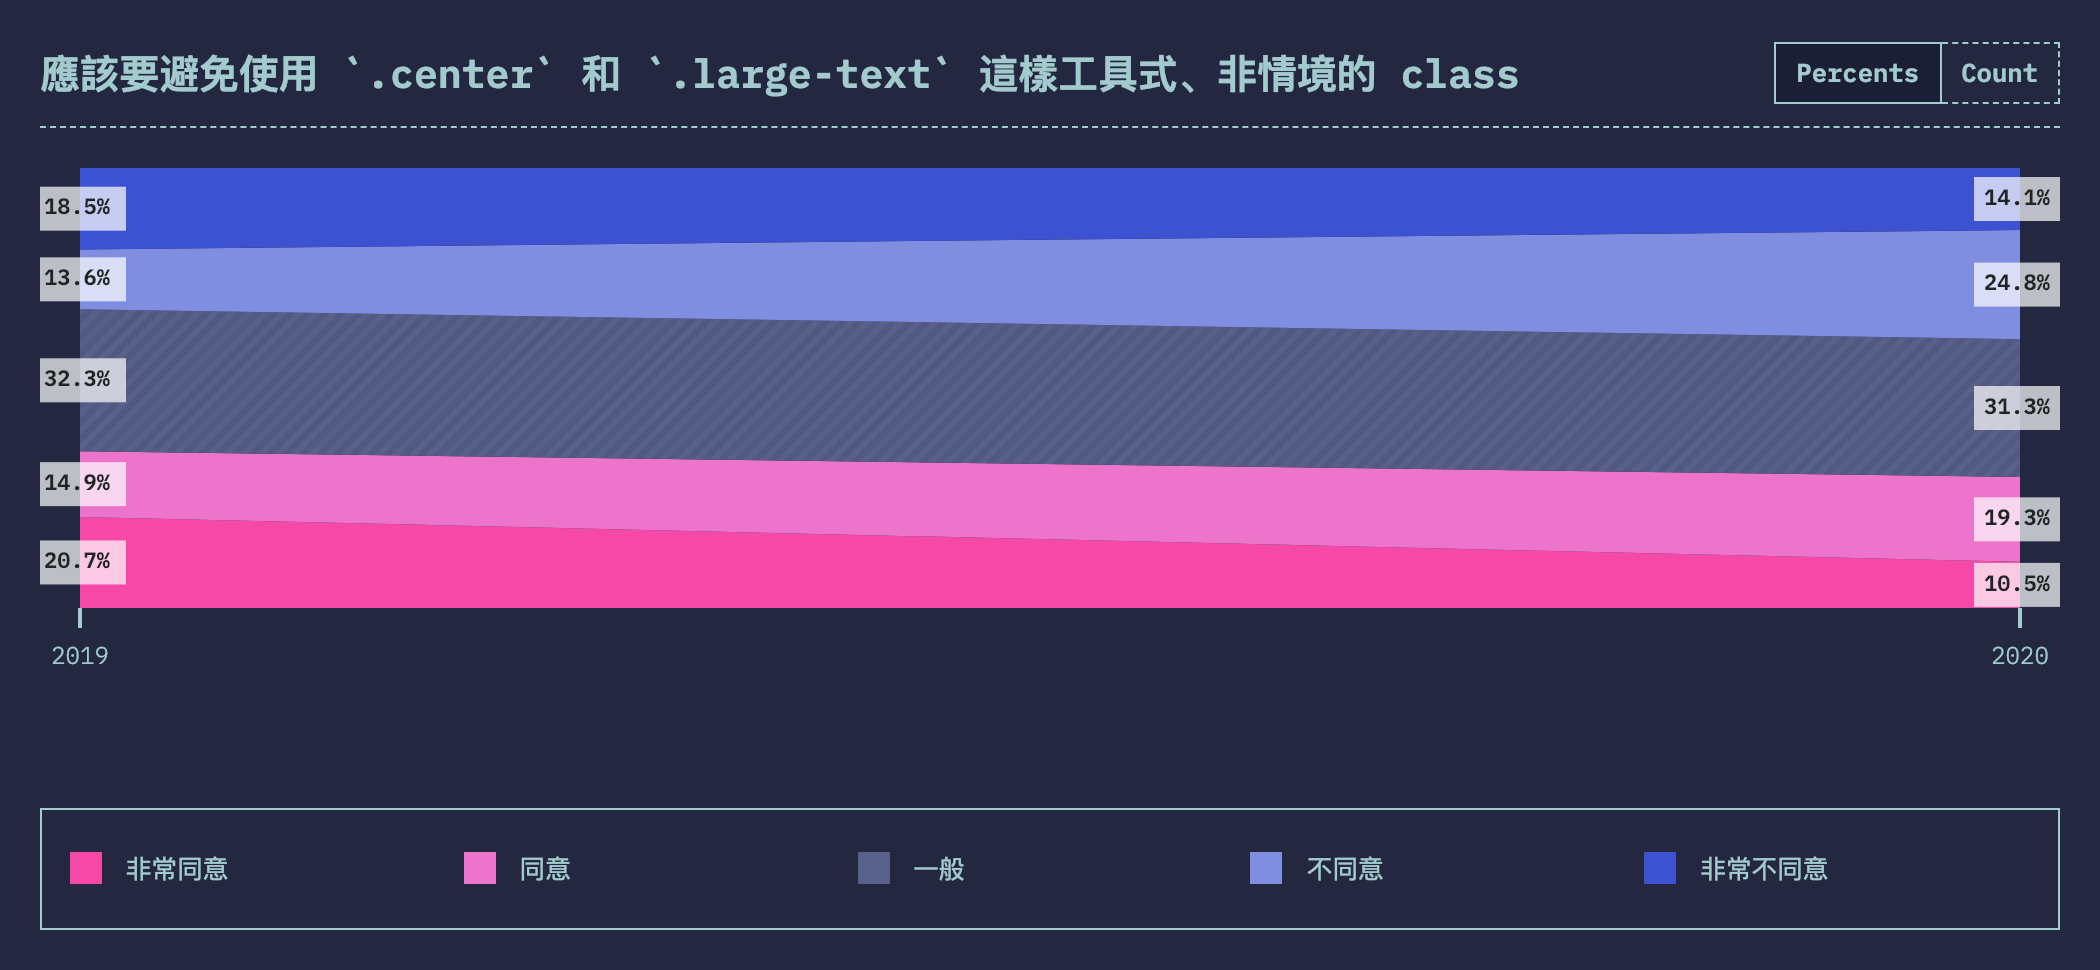 應該要避免使用 `.center` 和 `.large-text` 這樣工具式、非情境的 class
Percents
Count
18.5%
13.6%
32.3%
14.9%
20.7%
14.1%
24.8%
31.3%
19.3%
10.5%
2019
2020
非常同意
同意
一般
不同意
非常不同意